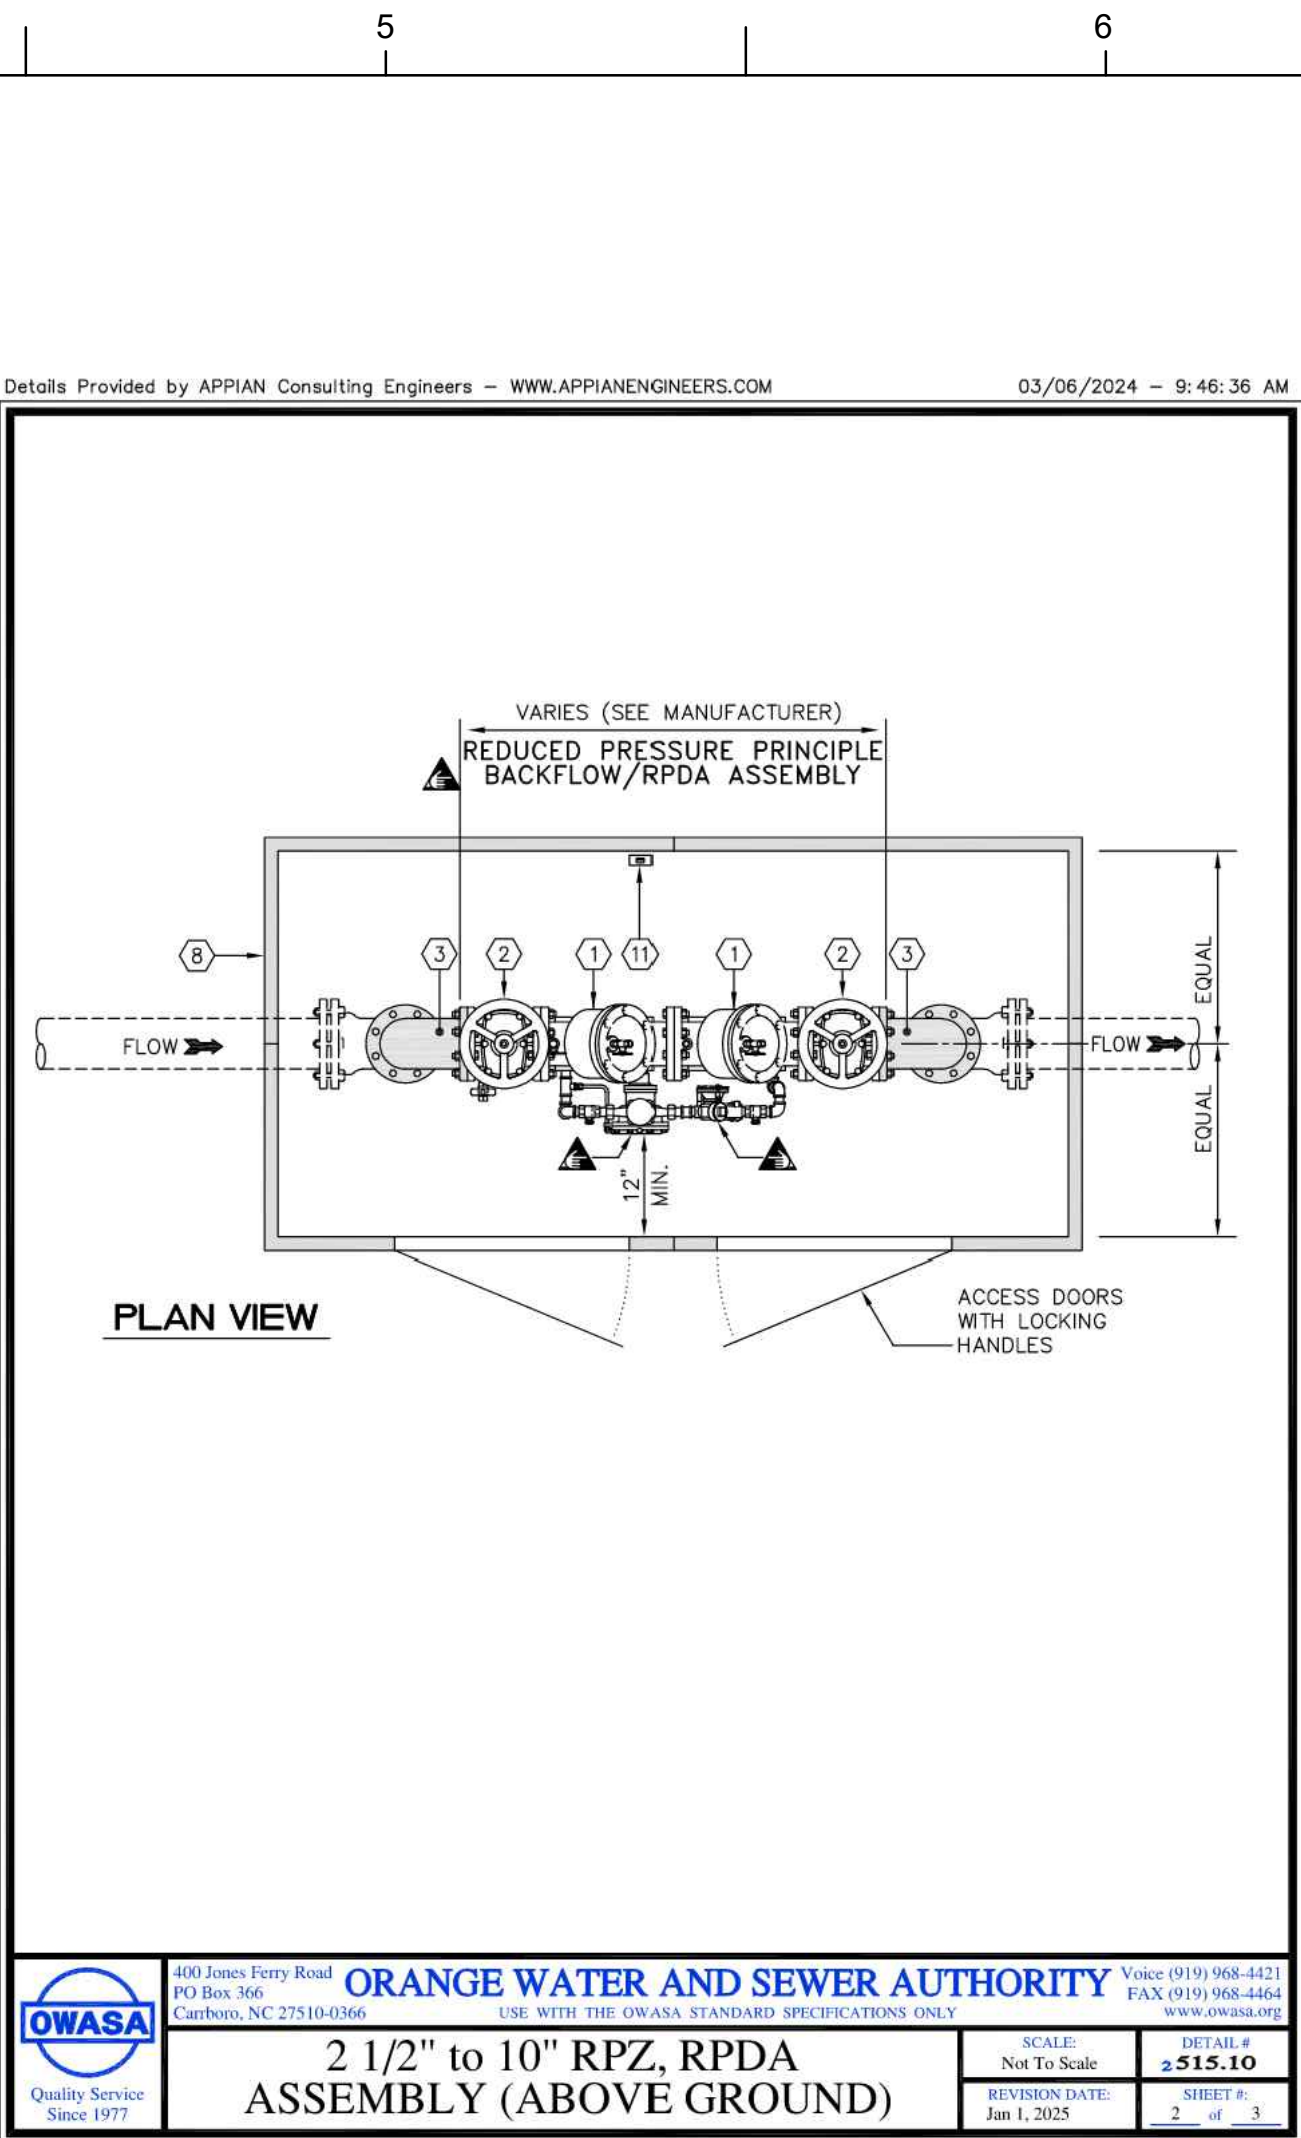 5 6
Details Provided by APPIAN Consulting Engineers – WWW.APPIANENGINEERS.COM 03/06/2024 – 9:46:36 AM
VARIES (SEE MANUFACTURER)
REDUCED PRESSURE PRINCIPLE
BACKFLOW/RPDA ASSEMBLY
8 3 2 1 11 1 2 3
EQUAL
FLOW FLOW
EQUAL
12"
MIN.
PLAN VIEW
ACCESS DOORS
WITH LOCKING
HANDLES
OWASA
Quality Service
Since 1977
400 Jones Ferry Road
PO Box 366
Carrboro, NC 27510-0366
ORANGE WATER AND SEWER AUTHORITY
USE WITH THE OWASA STANDARD SPECIFICATIONS ONLY
Voice (919) 968-4421
FAX (919) 968-4464
www.owasa.org
2 1/2" to 10" RPZ, RPDA
ASSEMBLY (ABOVE GROUND)
SCALE:
Not To Scale
DETAIL #
2 515.10
REVISION DATE:
Jan 1, 2025
SHEET #:
2 of 3